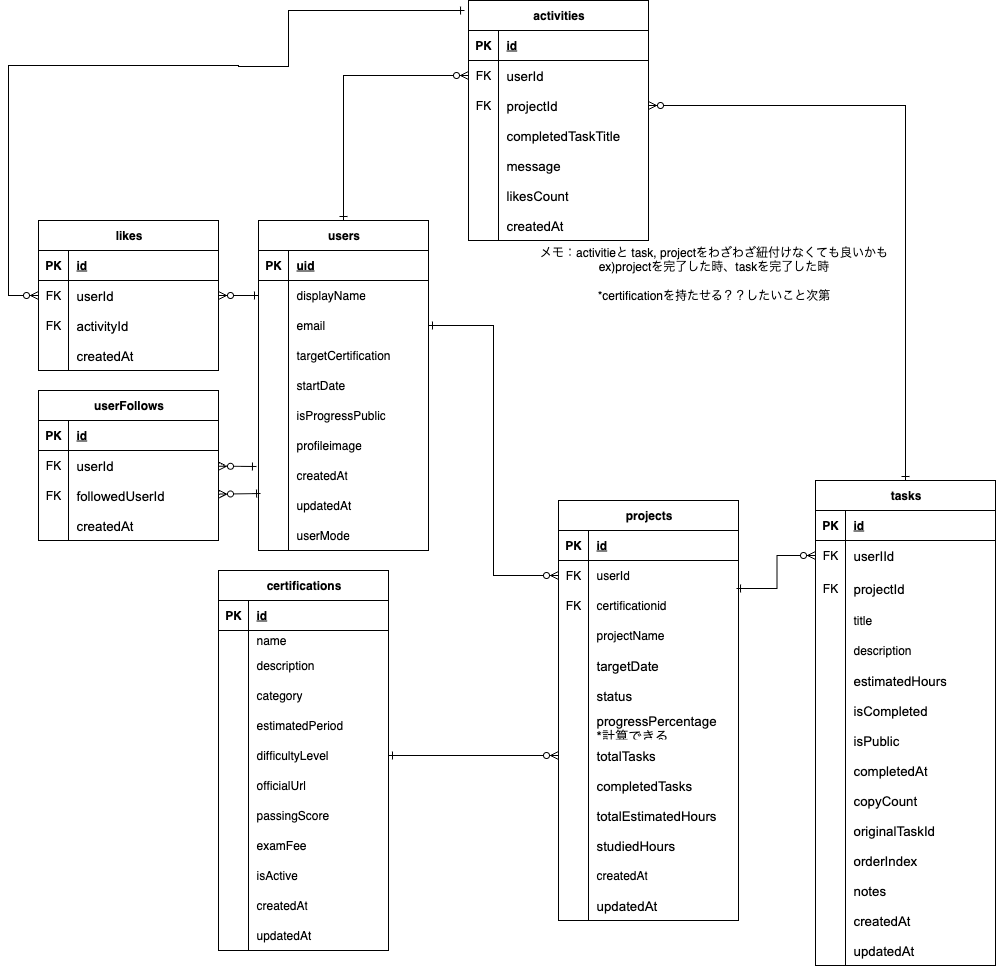 activities
PK id
FK userId
FK projectId
completedTaskTitle
message
likesCount
createdAt
メモ：activitieと task, projectをわざわざ紐付けなくても良いかも
ex)projectを完了した時、taskを完了した時
*certificationを持たせる？？したいこと次第
likes
PK id
FK userId
FK activityId
createdAt
users
PK uid
displayName
email
targetCertification
startDate
isProgressPublic
profileimage
createdAt
updatedAt
userMode
userFollows
PK id
FK userId
FK followedUserId
createdAt
certifications
PK id
name
description
category
estimatedPeriod
difficultyLevel
officialUrl
passingScore
examFee
isActive
createdAt
updatedAt
projects
PK id
FK userId
FK certificationid
projectName
targetDate
status
progressPercentage
*計算できる
totalTasks
completedTasks
totalEstimatedHours
studiedHours
createdAt
updatedAt
tasks
PK id
FK userIId
FK projectId
title
description
estimatedHours
isCompleted
isPublic
completedAt
copyCount
originalTaskId
orderIndex
notes
createdAt
updatedAt